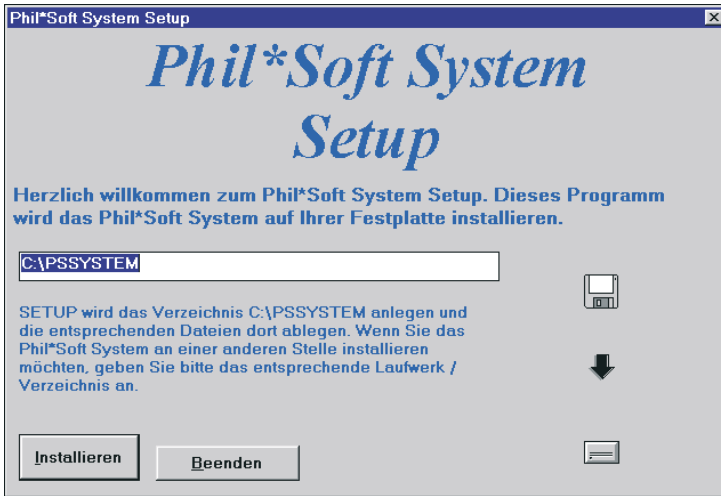 Phil*Soft System Setup
Phil*Soft System
Setup
Herzlich willkommen zum Phil*Soft System Setup. Dieses Programm
wird das Phil*Soft System auf Ihrer Festplatte installieren.
C:\PSSYSTEM
SETUP wird das Verzeichnis C:\PSSYSTEM anlegen und
die entsprechenden Dateien dort ablegen. Wenn Sie das
Phil*Soft System an einer anderen Stelle installieren
möchten, geben Sie bitte das entsprechende Laufwerk /
Verzeichnis an.
Installieren
Beenden